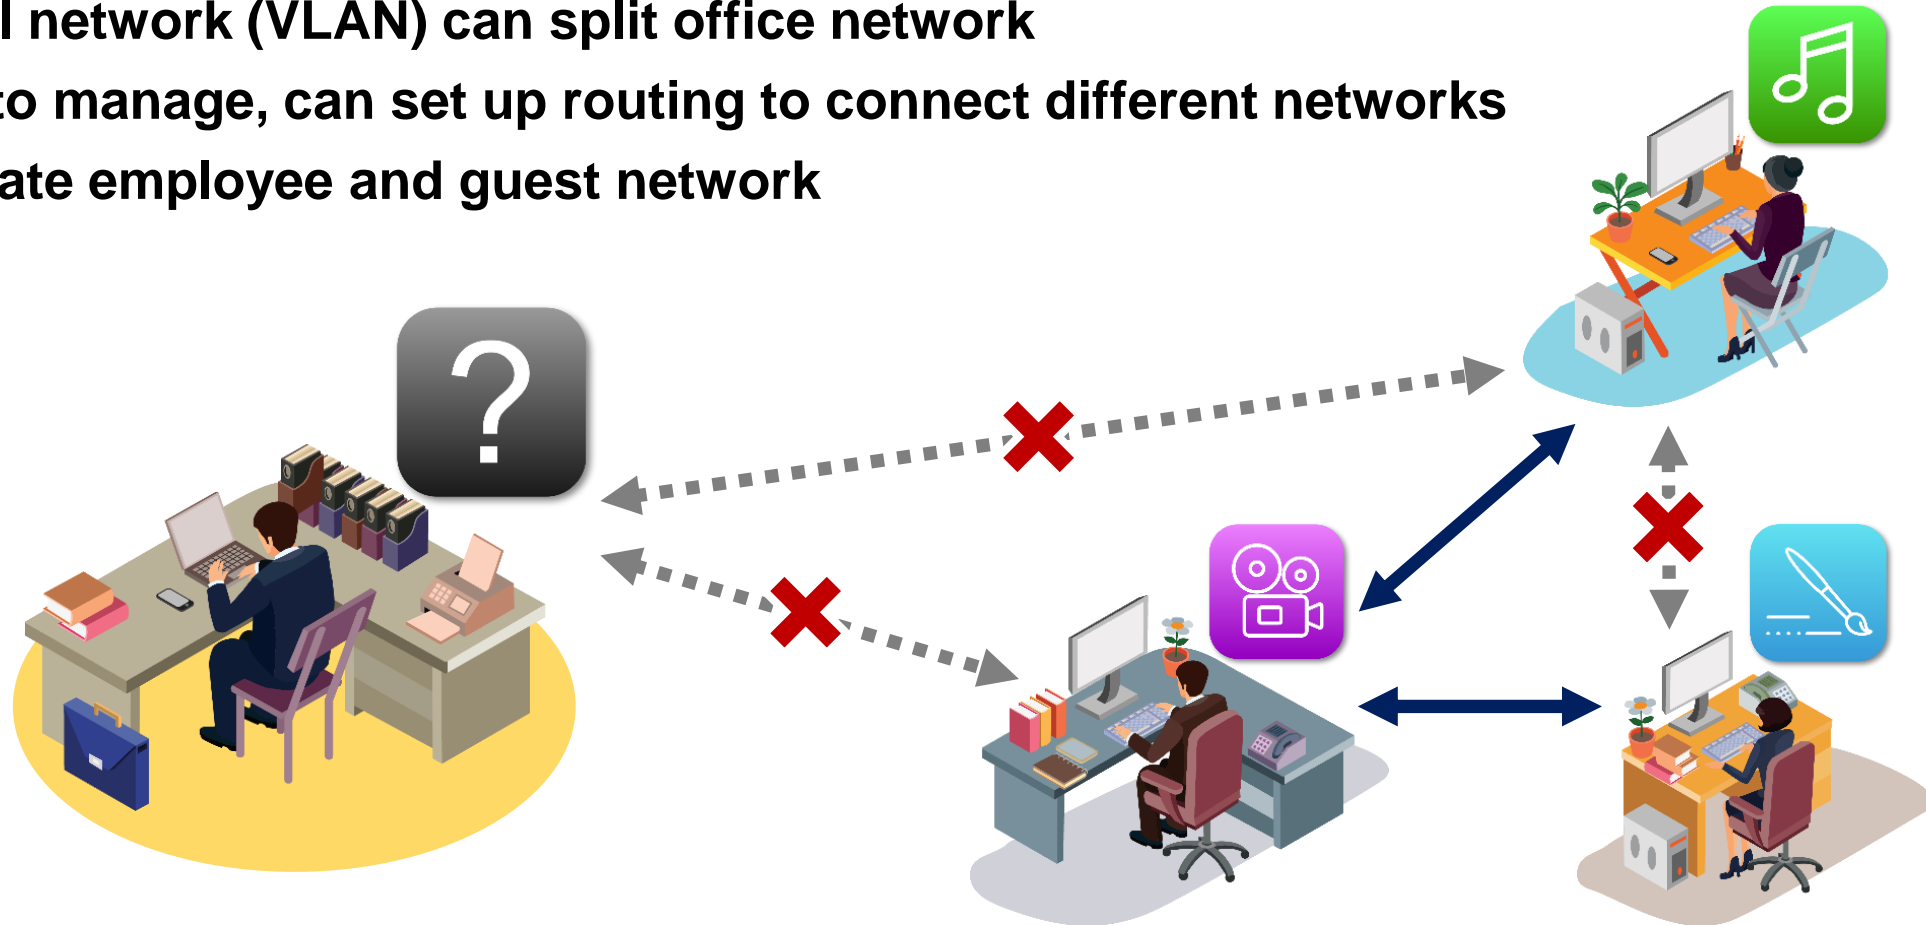 network (VLAN) can split office network
to manage, can set up routing to connect different networks
employee and guest network
?